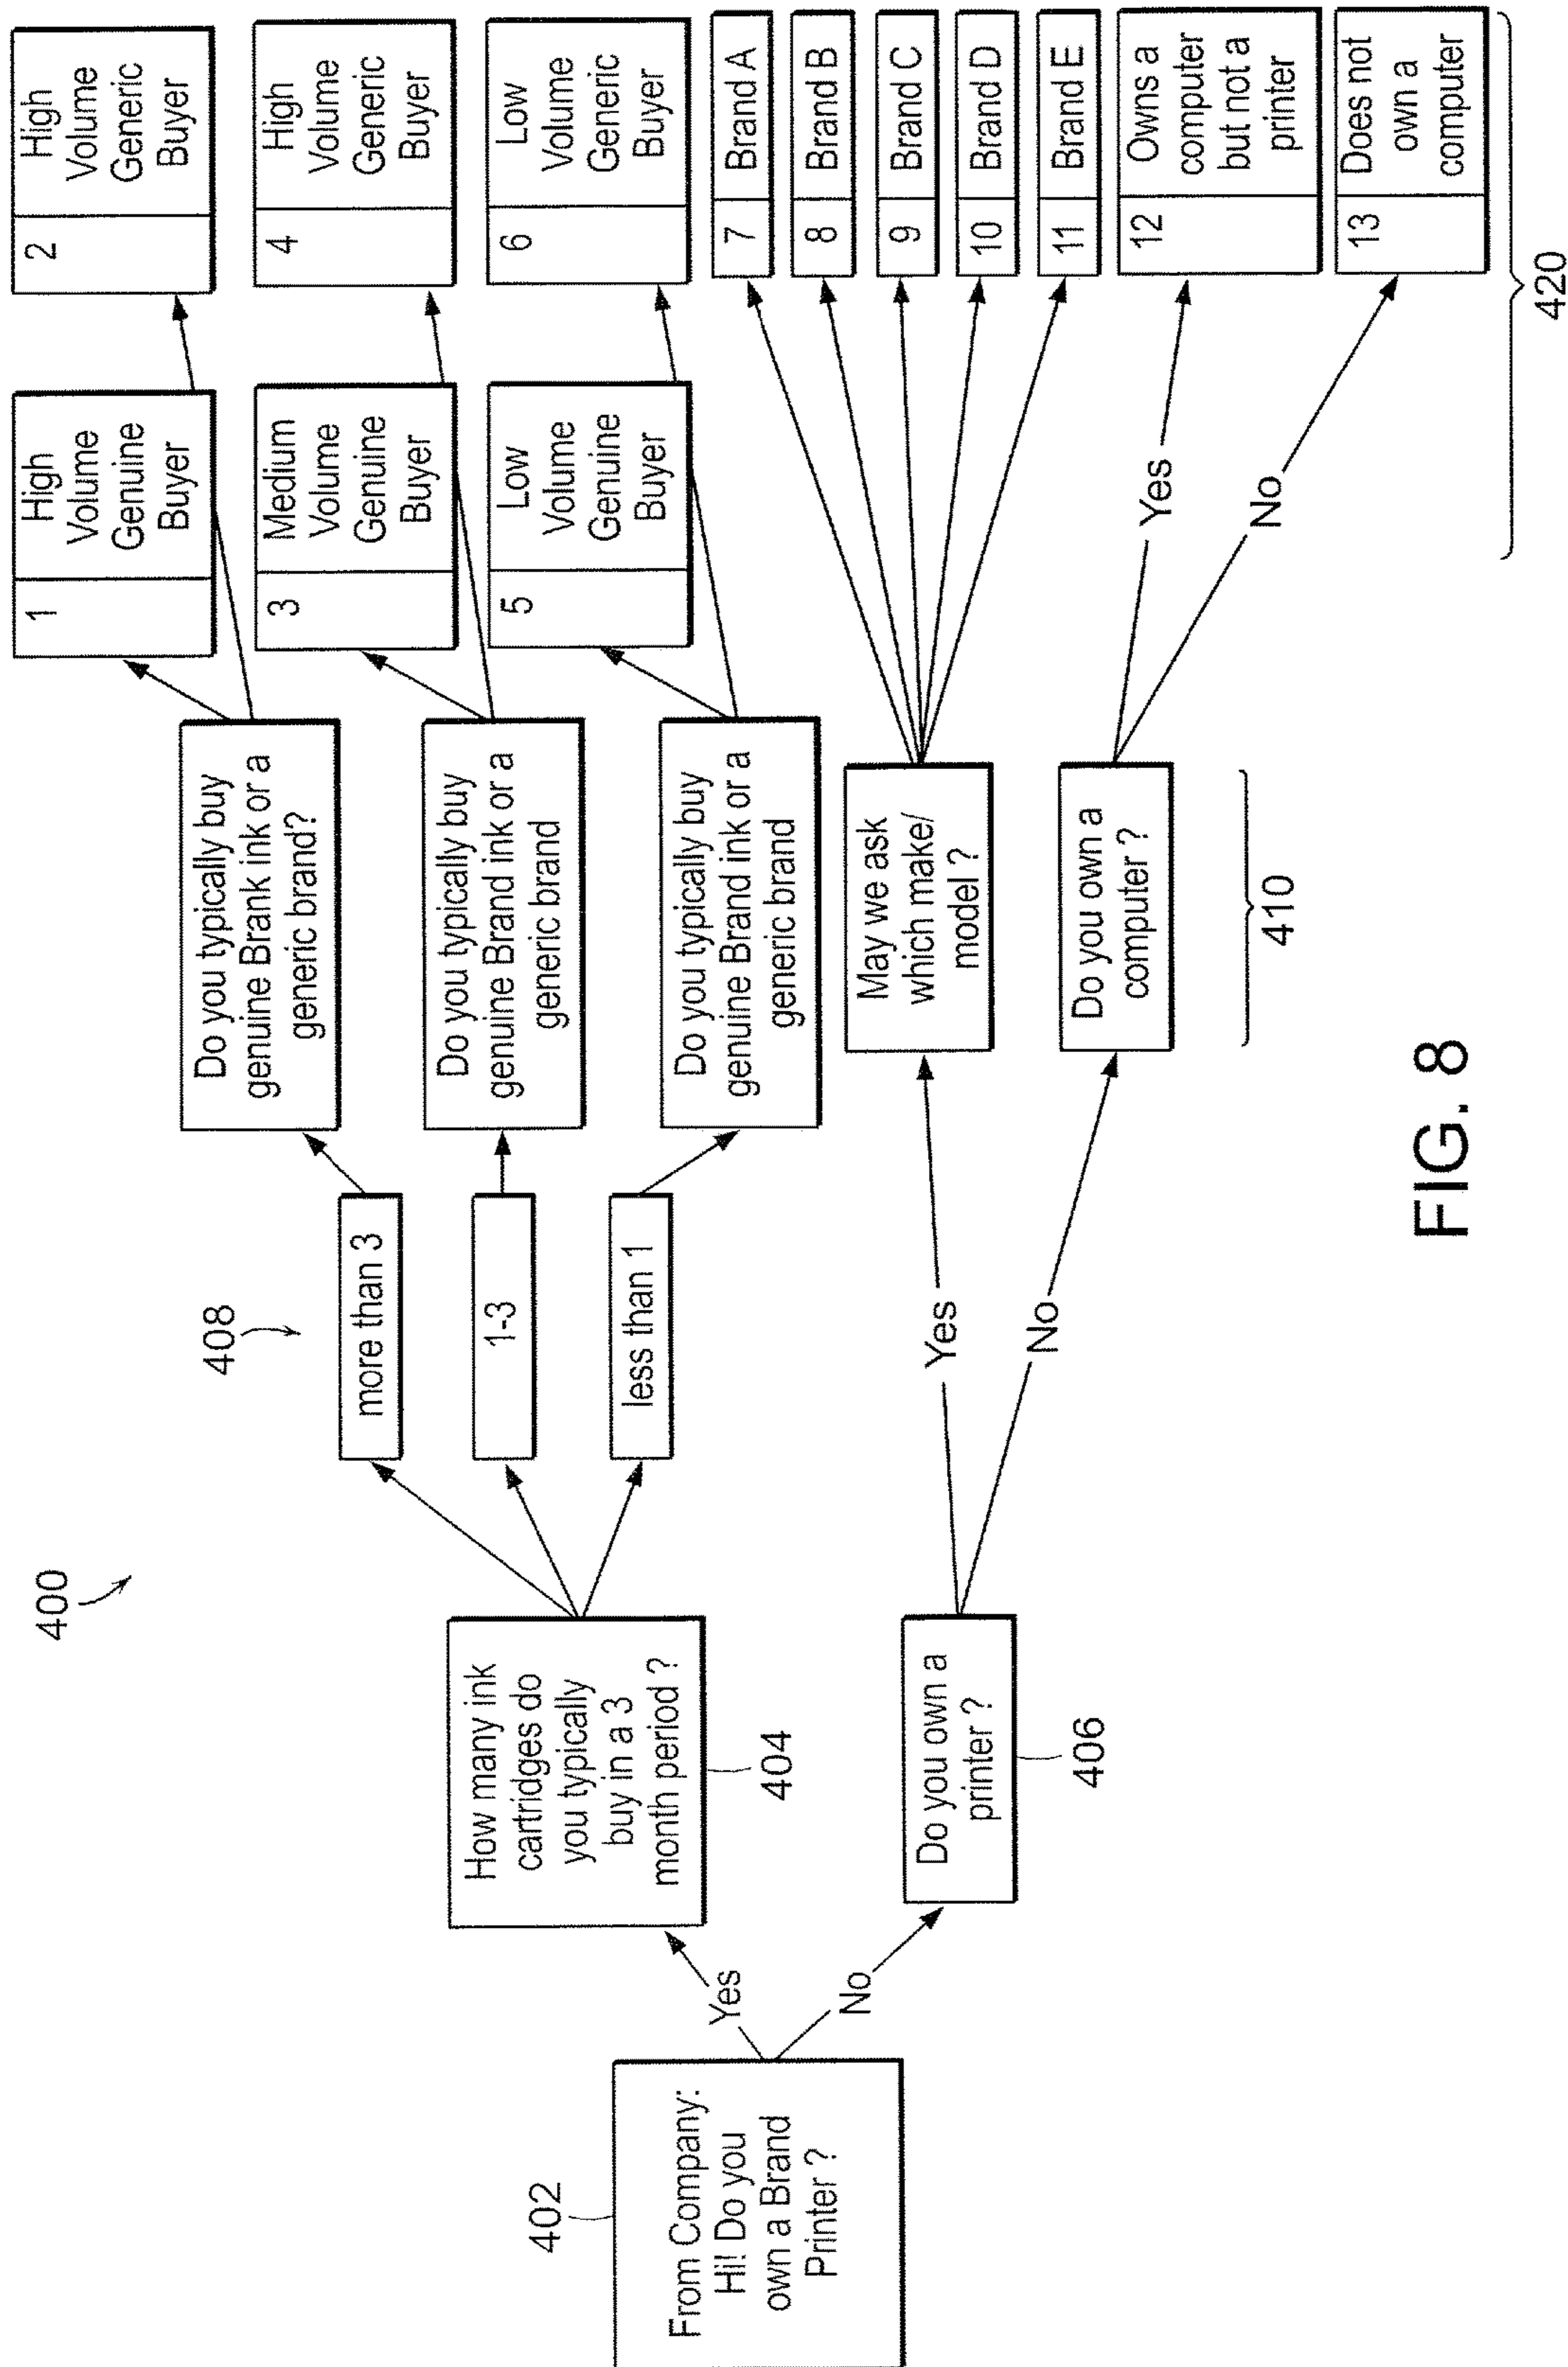 400
402
From Company:
Hi! Do you
own a Brand
Printer ?
Yes
No
How many ink
cartridges do
you typically
buy in a 3
month period ?
404
Do you own a
printer ?
406
408
more than 3
1-3
less than 1
Yes
No
Do you typically buy
genuine Brank ink or a
generic brand?
Do you typically buy
genuine Brand ink or a
generic brand
Do you typically buy
genuine Brand ink or a
generic brand
May we ask
which make/
model ?
Do you own a
computer ?
410
Yes
No
1
High
Volume
Genuine
Buyer
2
High
Volume
Generic
Buyer
3
Medium
Volume
Genuine
Buyer
4
High
Volume
Generic
Buyer
5
Low
Volume
Genuine
Buyer
6
Low
Volume
Generic
Buyer
7 Brand A
8 Brand B
9 Brand C
10 Brand D
11 Brand E
12
Owns a
computer
but not a
printer
13
Does not
own a
computer
420
FIG. 8